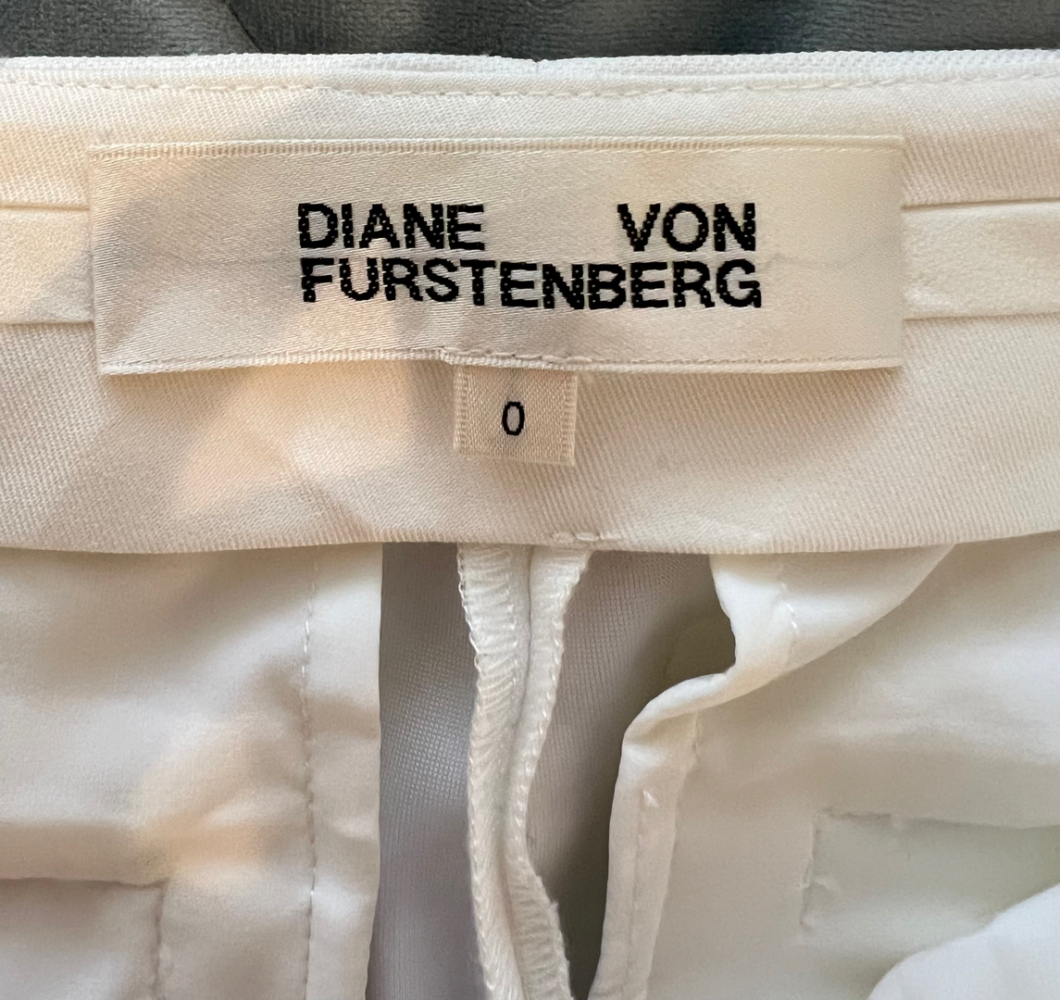 DIANE VON
FURSTENBERG
0